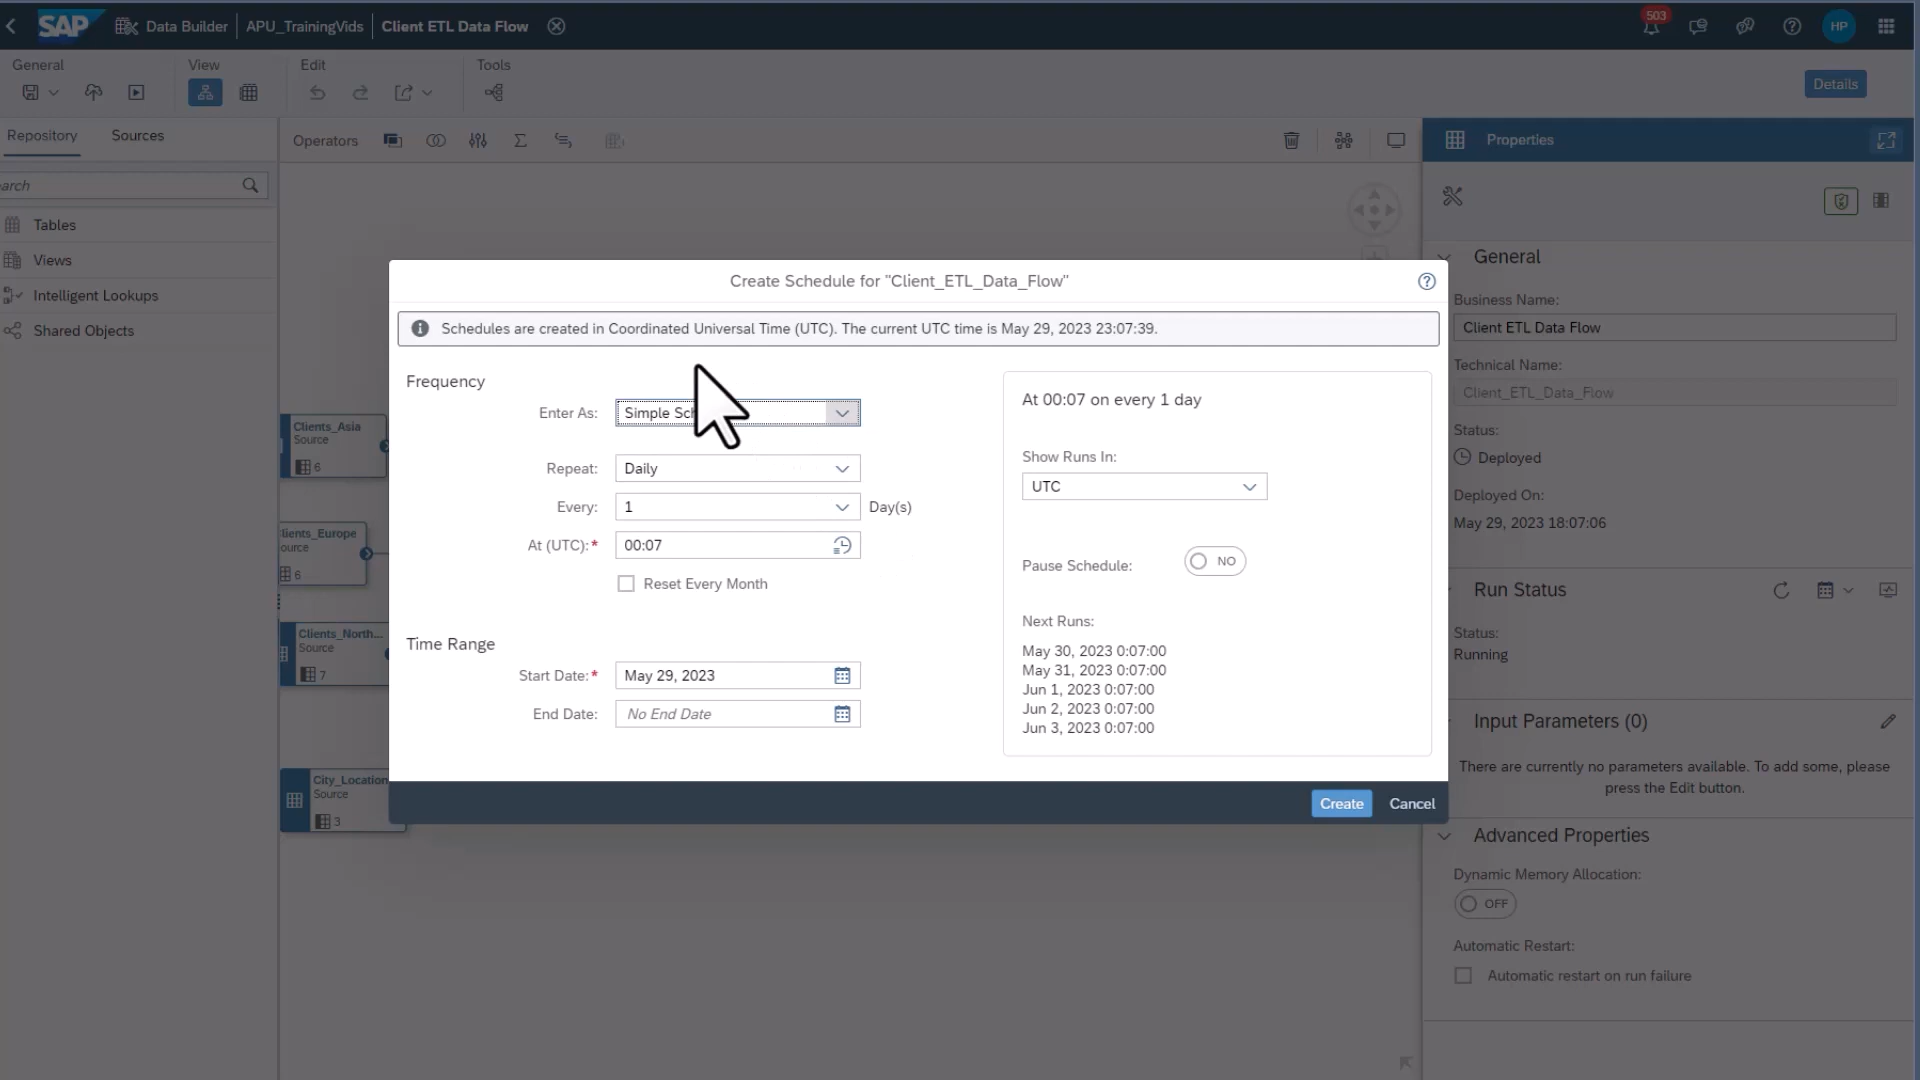 SAP Data Builder APU_TrainingVids Client ETL Data Flow 503 HP
General View Edit Tools
Details
Repository Sources
Operators
Properties
arch
Tables
Views
Intelligent Lookups
Shared Objects
Clients_Asia
Source
6
lients_Europe
ource
6
Clients_North...
Source
7
City_Location
Source
3
Create Schedule for "Client_ETL_Data_Flow"
Schedules are created in Coordinated Universal Time (UTC). The current UTC time is May 29, 2023 23:07:39.
Frequency
Enter As: Simple Sch
Repeat: Daily
Every: 1 Day(s)
At (UTC):* 00:07
Reset Every Month
Time Range
Start Date:* May 29, 2023
End Date: No End Date
At 00:07 on every 1 day
Show Runs In:
UTC
Pause Schedule: NO
Next Runs:
May 30, 2023 0:07:00
May 31, 2023 0:07:00
Jun 1, 2023 0:07:00
Jun 2, 2023 0:07:00
Jun 3, 2023 0:07:00
Create Cancel
General
Business Name:
Client ETL Data Flow
Technical Name:
Client_ETL_Data_Flow
Status:
Deployed
Deployed On:
May 29, 2023 18:07:06
Run Status
Status:
Running
Input Parameters (0)
There are currently no parameters available. To add some, please
press the Edit button.
Advanced Properties
Dynamic Memory Allocation:
OFF
Automatic Restart:
Automatic restart on run failure